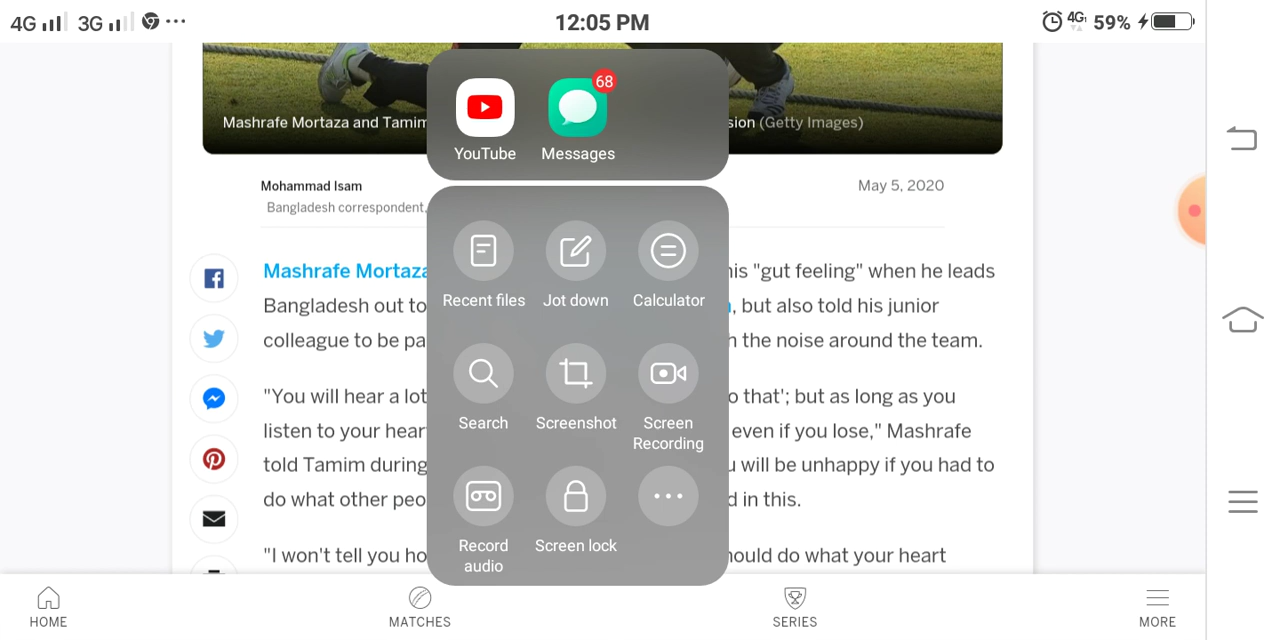 4G 3G ... 12:05 PM 4G 59%
Mashrafe Mortaza and Tamim
sion (Getty Images)
68
YouTube Messages
Mohammad Isam May 5, 2020
Bangladesh correspondent,
Mashrafe Mortaza his "gut feeling" when he leads
Bangladesh out to , but also told his junior
colleague to be the noise around the team.
"You will hear a lot that'; but as long as you
listen to your even if you lose," Mashrafe
told Tamim during will be unhappy if you had to
do what other in this.
"I won't tell you do what your heart
Recent files Jot down Calculator
Search Screenshot Screen
Recording
Record Screen lock ...
audio
HOME MATCHES SERIES MORE